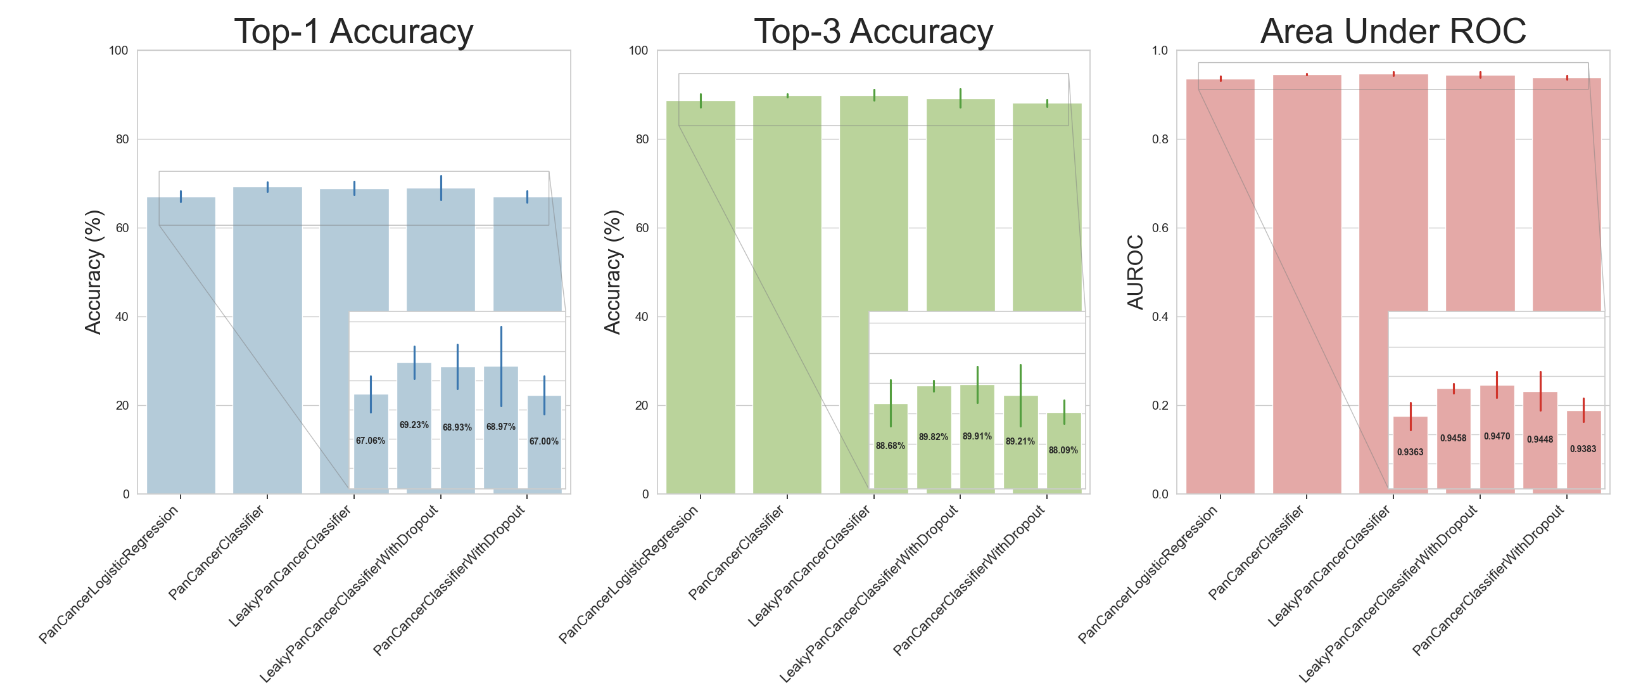 Top-1 Accuracy
Accuracy (%)
100
80
60
40
20
0
67.06%
69.23%
68.93%
68.97%
67.00%
PanCancerLogisticRegression
PanCancerClassifier
LeakyPanCancerClassifier
LeakyPanCancerClassifierWithDropout
PanCancerClassifierWithDropout
Top-3 Accuracy
Accuracy (%)
100
80
60
40
20
0
88.68%
89.82%
89.91%
89.21%
88.09%
PanCancerLogisticRegression
PanCancerClassifier
LeakyPanCancerClassifier
LeakyPanCancerClassifierWithDropout
PanCancerClassifierWithDropout
Area Under ROC
AUROC
1.0
0.8
0.6
0.4
0.2
0.0
0.9363
0.9458
0.9470
0.9448
0.9383
PanCancerLogisticRegression
PanCancerClassifier
LeakyPanCancerClassifier
LeakyPanCancerClassifierWithDropout
PanCancerClassifierWithDropout